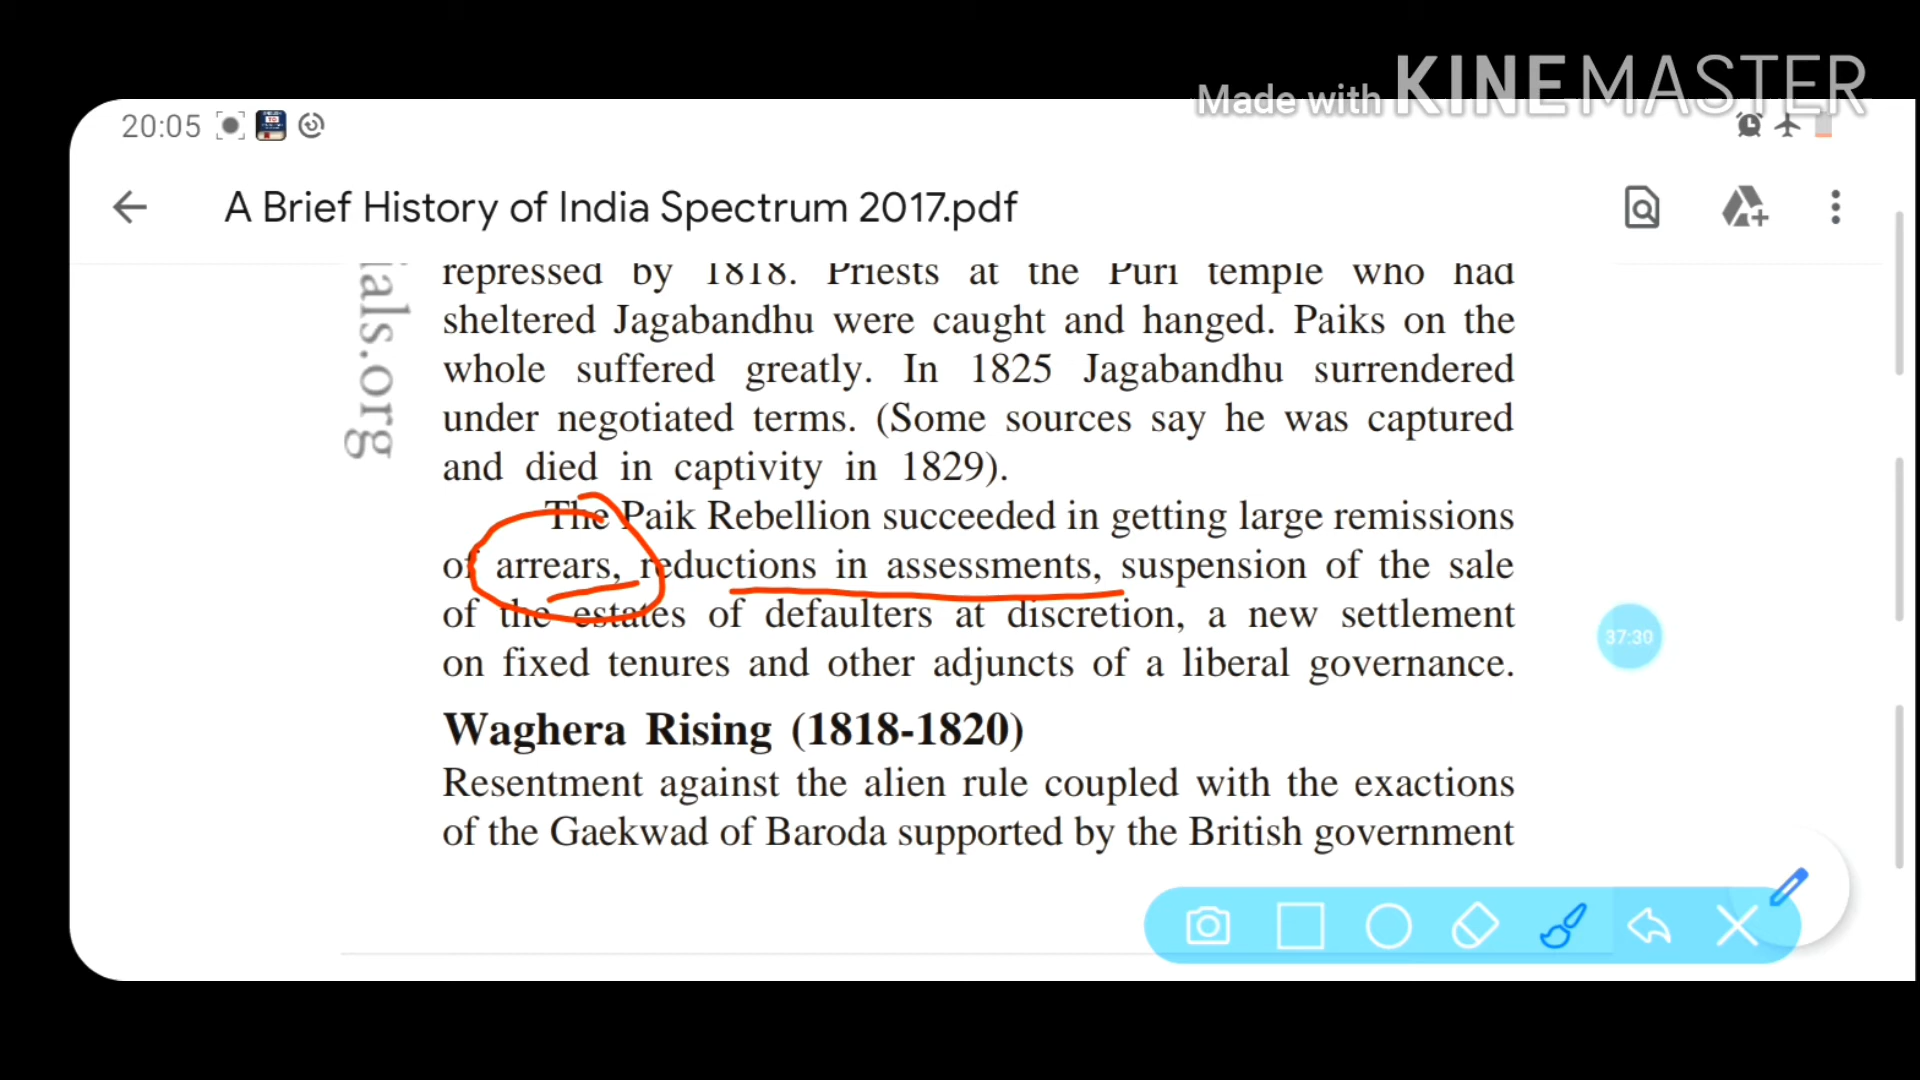 Made with KINEMASTER
20:05
A Brief History of India Spectrum 2017.pdf
ials.org
repressed by 1818. Priests at the Puri temple who had
sheltered Jagabandhu were caught and hanged. Paiks on the
whole suffered greatly. In 1825 Jagabandhu surrendered
under negotiated terms. (Some sources say he was captured
and died in captivity in 1829).
The Paik Rebellion succeeded in getting large remissions
of arrears, reductions in assessments, suspension of the sale
of the estates of defaulters at discretion, a new settlement
on fixed tenures and other adjuncts of a liberal governance.
37:30
Waghera Rising (1818-1820)
Resentment against the alien rule coupled with the exactions
of the Gaekwad of Baroda supported by the British government